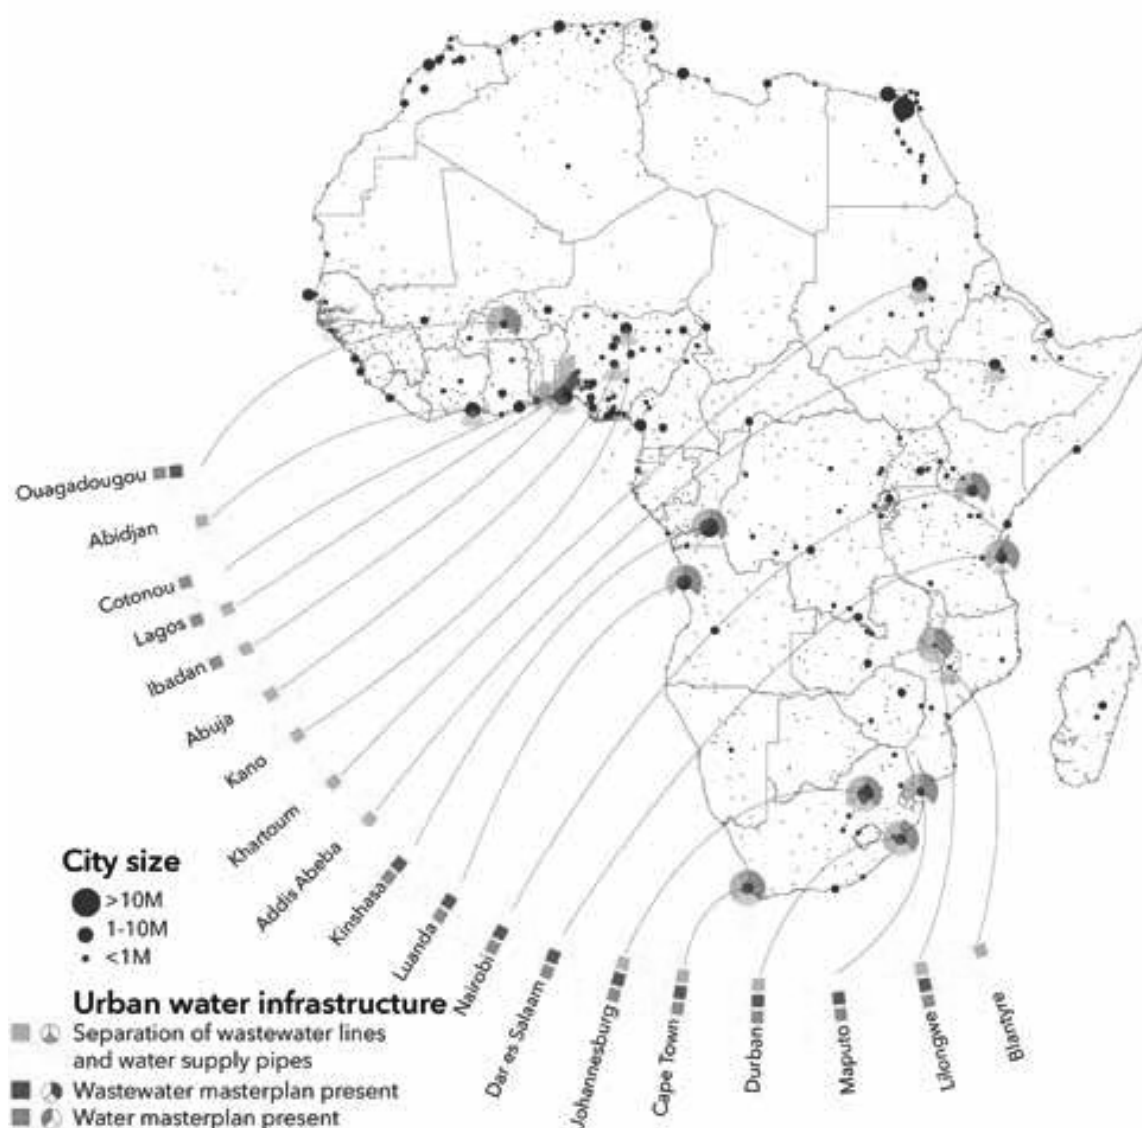 Ouagadougou
Abidjan
Cotonou
Lagos
Ibadan
Abuja
Kano
Khartoum
Addis Abeba
Kinshasa
Luanda
Nairobi
Dar es Salaam
Johannesburg
Cape Town
Durban
Maputo
Lilongwe
Blantyre
City size
>10M
1-10M
<1M
Urban water infrastructure
Separation of wastewater lines
and water supply pipes
Wastewater masterplan present
Water masterplan present